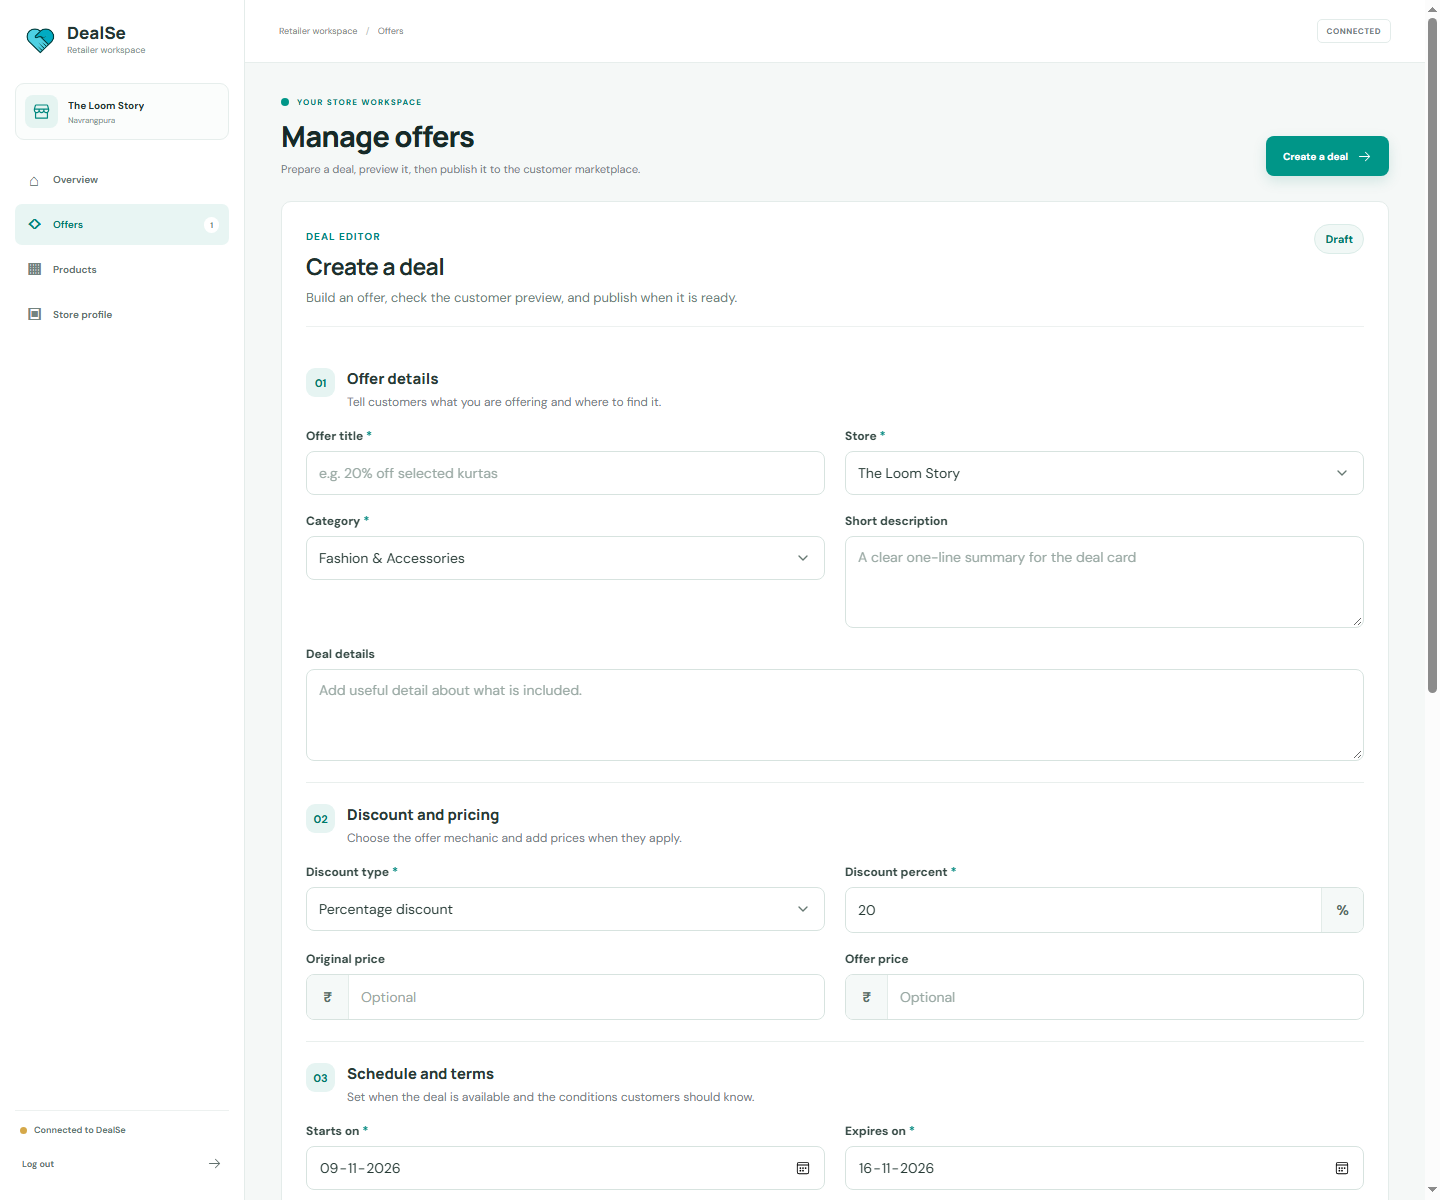 DealSe
Retailer workspace
The Loom Story
Navrangpura
Overview
Offers
1
Products
Store profile
Connected to DealSe
Log out
Retailer workspace / Offers
CONNECTED
YOUR STORE WORKSPACE
Manage offers
Prepare a deal, preview it, then publish it to the customer marketplace.
Create a deal
DEAL EDITOR
Draft
Create a deal
Build an offer, check the customer preview, and publish when it is ready.
01 Offer details
Tell customers what you are offering and where to find it.
Offer title *
e.g. 20% off selected kurtas
Store *
The Loom Story
Category *
Fashion & Accessories
Short description
A clear one-line summary for the deal card
Deal details
Add useful detail about what is included.
02 Discount and pricing
Choose the offer mechanic and add prices when they apply.
Discount type *
Percentage discount
Discount percent *
20 %
Original price
₹ Optional
Offer price
₹ Optional
03 Schedule and terms
Set when the deal is available and the conditions customers should know.
Starts on *
09-11-2026
Expires on *
16-11-2026